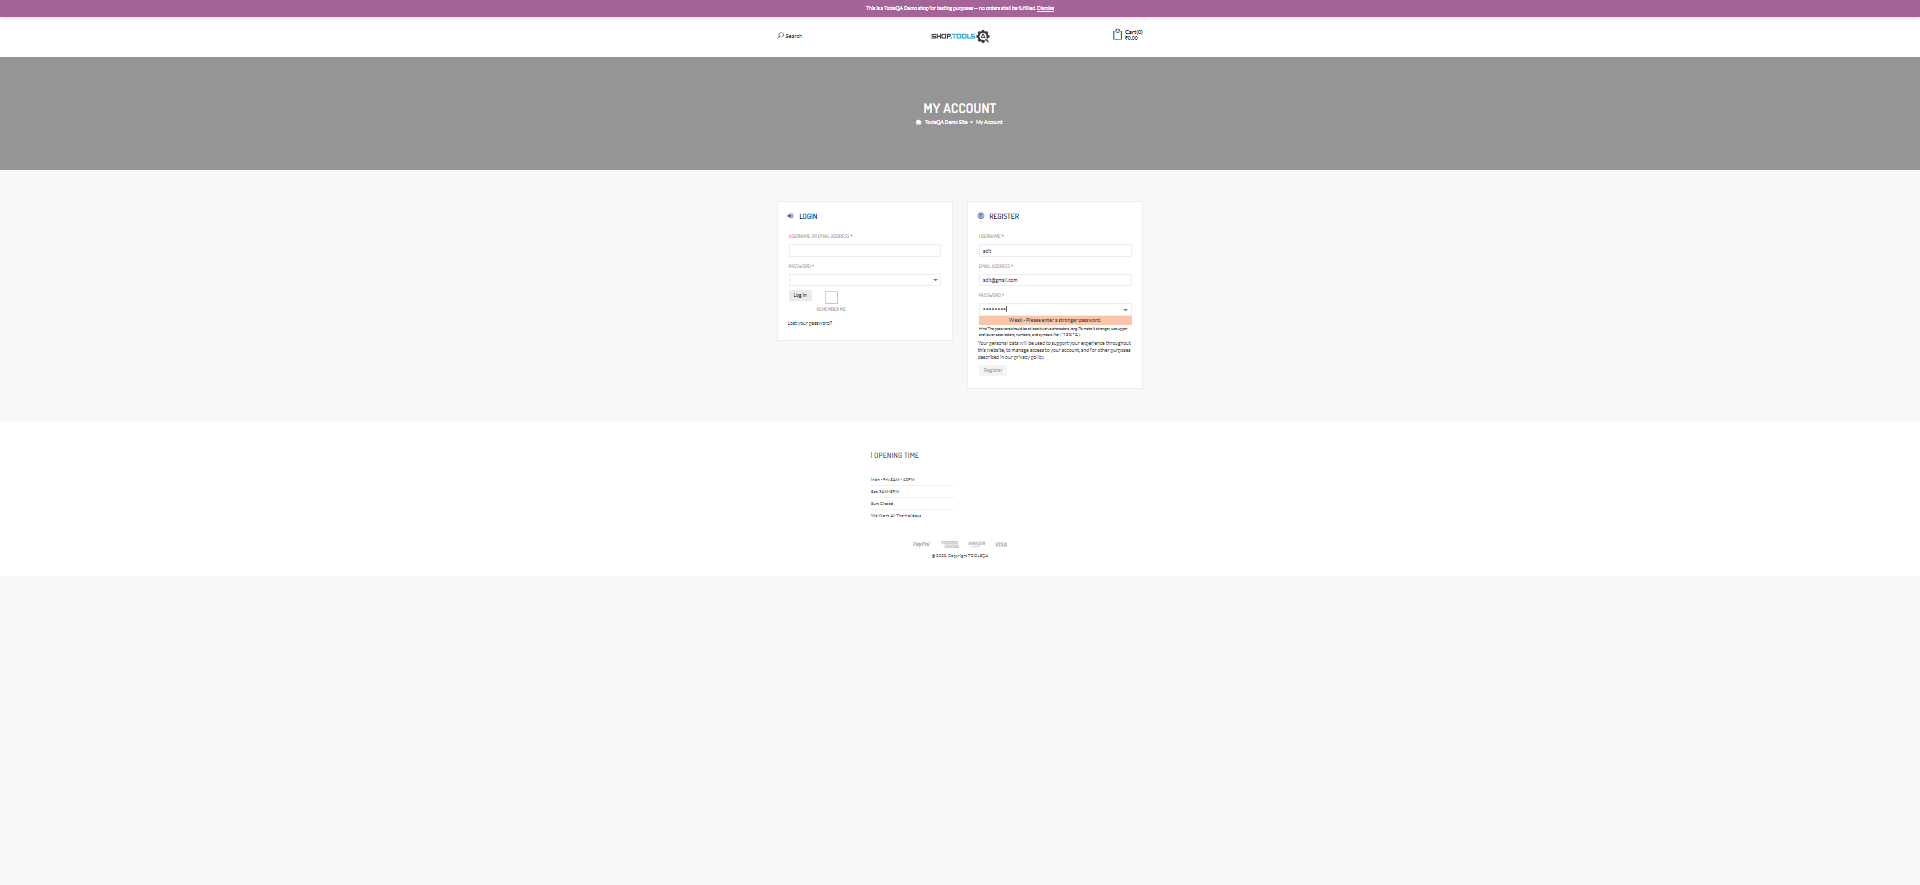 This is a ToolsQA Demo shop for testing purposes — no orders shall be fulfilled. Dismiss
Search
SHOP.TOOLS
Cart(0)
₹0.00
MY ACCOUNT
ToolsQA Demo Site • My Account
LOGIN
USERNAME OR EMAIL ADDRESS *
PASSWORD *
Log in
REMEMBER ME
Lost your password?
REGISTER
USERNAME *
EMAIL ADDRESS *
@gmail.com
PASSWORD *
Weak - Please enter a stronger password.
Hint: The password should be at least twelve characters long. To make it stronger, use upper
and lower case letters, numbers, and symbols like
Your personal data will be used to support your experience throughout
this website, to manage access to your account, and for other purposes
described in our privacy policy.
Register
OPENING TIME
Mon - Fri: 8AM - 10PM
Sat: 9AM-8PM
Sun: Closed
We Work All The Holidays
PayPal
AMERICAN EXPRESS
amazon
VISA
© 2020. Copyright TOOLSQA